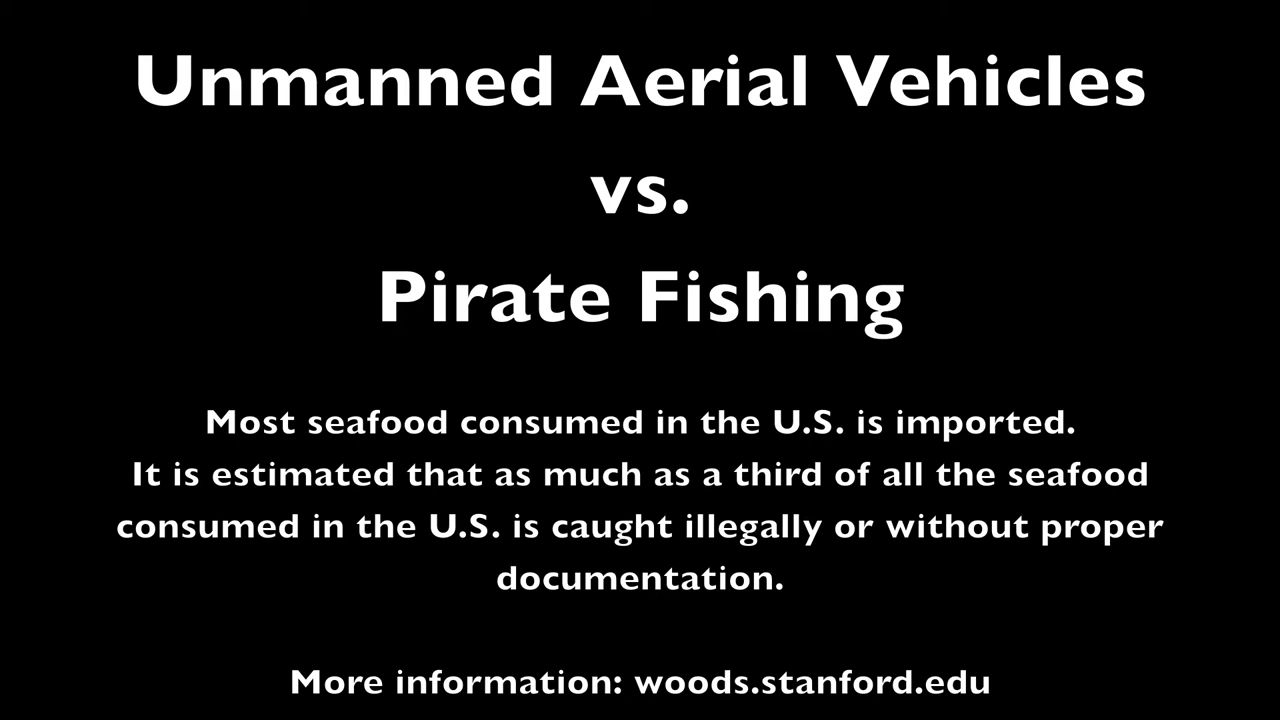 Unmanned Aerial Vehicles
vs.
Pirate Fishing
Most seafood consumed in the U.S. is imported.
It is estimated that as much as a third of all the seafood
consumed in the U.S. is caught illegally or without proper
documentation.
More information: woods.stanford.edu